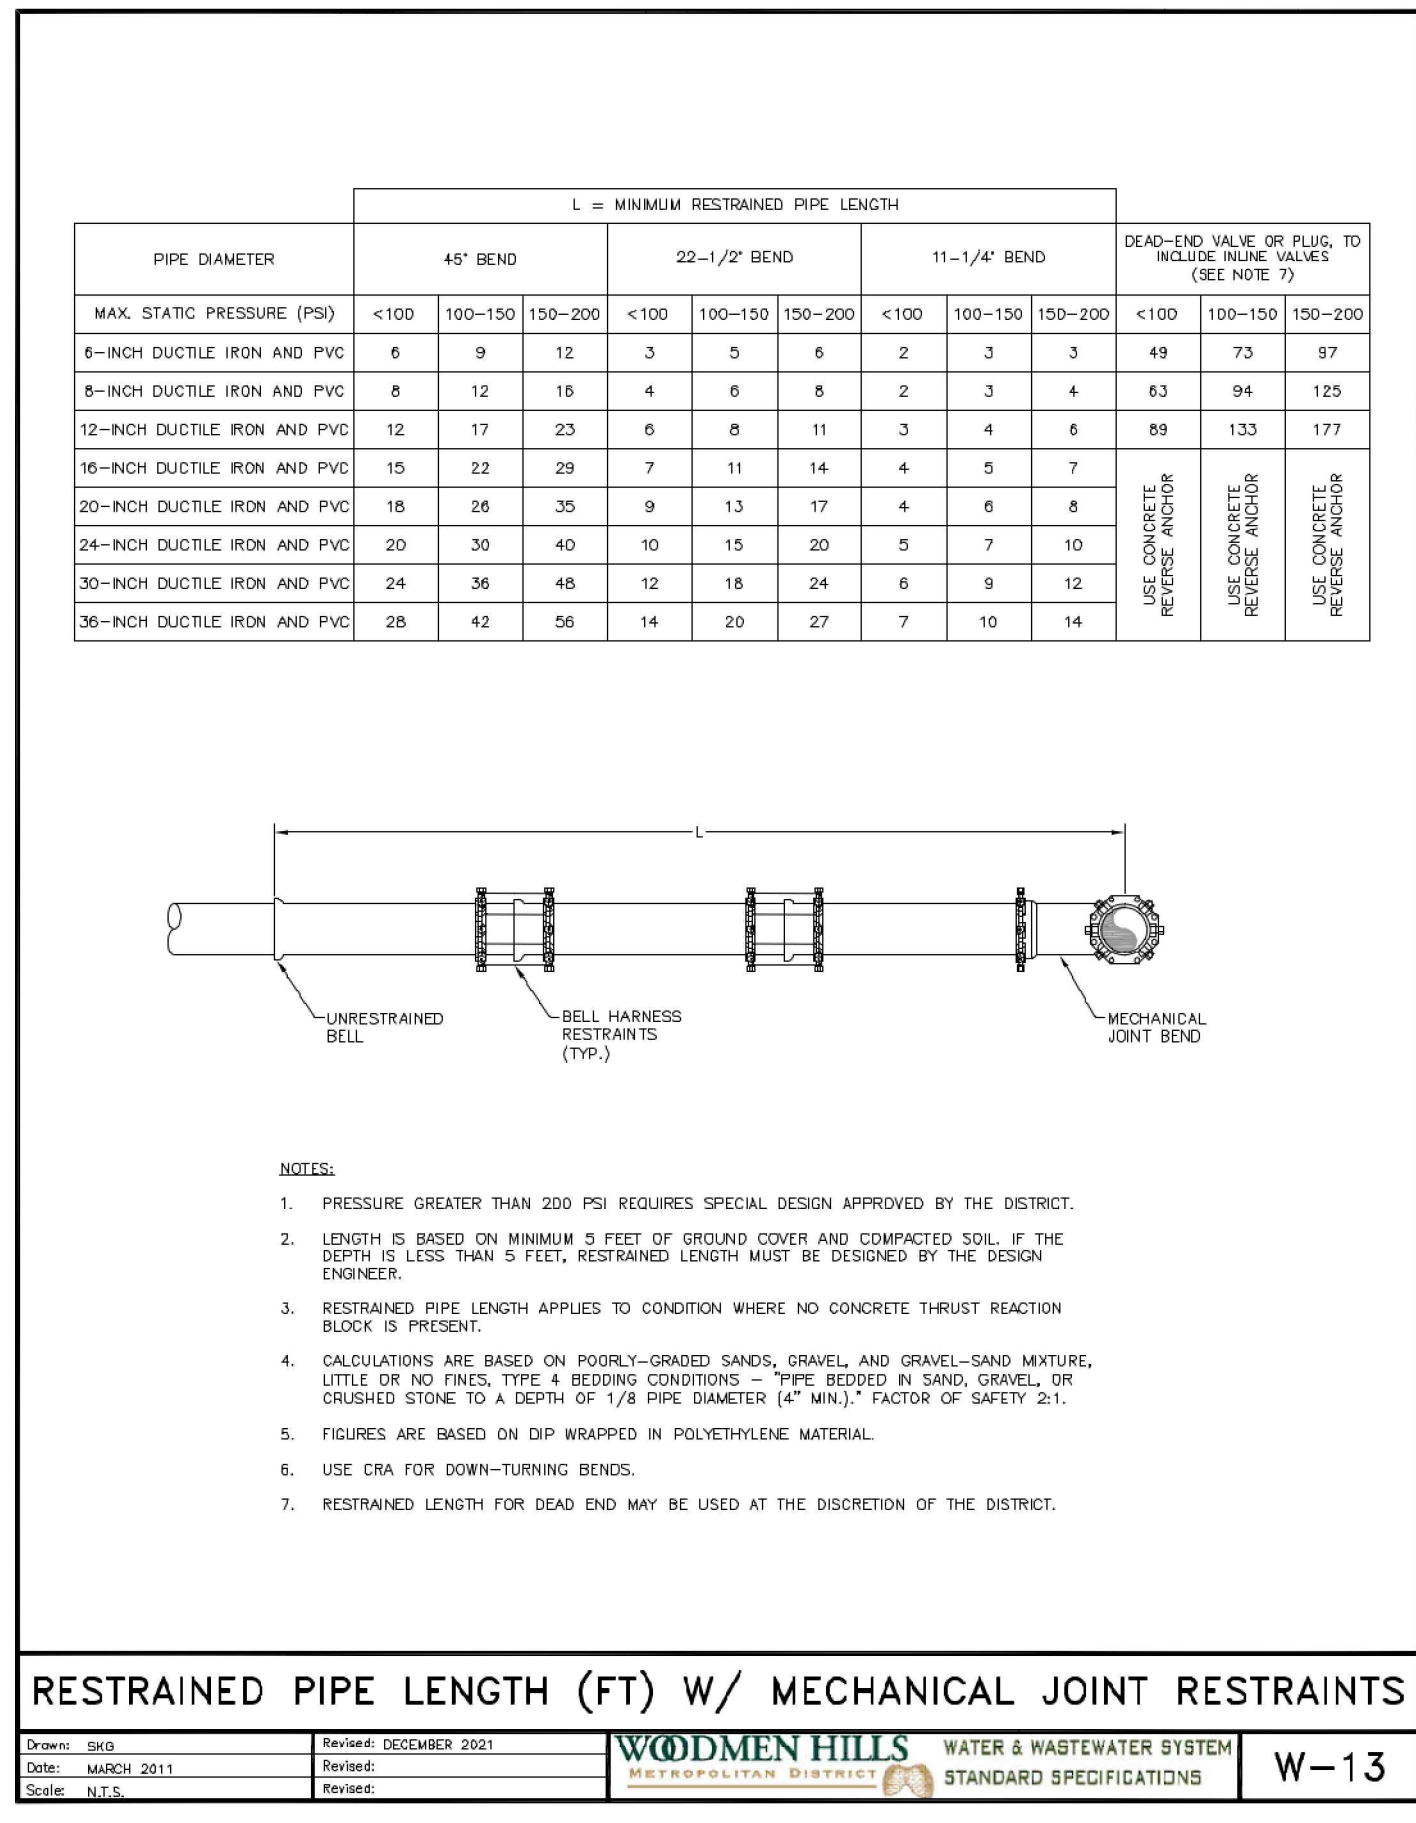 L = MINIMUM RESTRAINED PIPE LENGTH
PIPE DIAMETER 45° BEND 22-1/2° BEND 11-1/4° BEND DEAD-END VALVE OR PLUG, TO INCLUDE INLINE VALVES (SEE NOTE 7)
MAX. STATIC PRESSURE (PSI) <100 100-150 150-200 <100 100-150 150-200 <100 100-150 150-200 <100 100-150 150-200
6-INCH DUCTILE IRON AND PVC 6 9 12 3 5 6 2 3 3 49 73 97
8-INCH DUCTILE IRON AND PVC 8 12 16 4 6 8 2 3 4 63 94 125
12-INCH DUCTILE IRON AND PVC 12 17 23 6 8 11 3 4 6 89 133 177
16-INCH DUCTILE IRON AND PVC 15 22 29 7 11 14 4 5 7
20-INCH DUCTILE IRON AND PVC 18 26 35 9 13 17 4 6 8
24-INCH DUCTILE IRON AND PVC 20 30 40 10 15 20 5 7 10
30-INCH DUCTILE IRON AND PVC 24 36 48 12 18 24 6 9 12
36-INCH DUCTILE IRON AND PVC 28 42 56 14 20 27 7 10 14
USE CONCRETE
REVERSE ANCHOR
USE CONCRETE
REVERSE ANCHOR
USE CONCRETE
REVERSE ANCHOR
L
UNRESTRAINED
BELL
BELL HARNESS
RESTRAINTS
(TYP.)
MECHANICAL
JOINT BEND
NOTES:
1. PRESSURE GREATER THAN 200 PSI REQUIRES SPECIAL DESIGN APPROVED BY THE DISTRICT.
2. LENGTH IS BASED ON MINIMUM 5 FEET OF GROUND COVER AND COMPACTED SOIL. IF THE
DEPTH IS LESS THAN 5 FEET, RESTRAINED LENGTH MUST BE DESIGNED BY THE DESIGN
ENGINEER.
3. RESTRAINED PIPE LENGTH APPLIES TO CONDITION WHERE NO CONCRETE THRUST REACTION
BLOCK IS PRESENT.
4. CALCULATIONS ARE BASED ON POORLY-GRADED SANDS, GRAVEL, AND GRAVEL-SAND MIXTURE,
LITTLE OR NO FINES, TYPE 4 BEDDING CONDITIONS – "PIPE BEDDED IN SAND, GRAVEL, OR
CRUSHED STONE TO A DEPTH OF 1/8 PIPE DIAMETER (4" MIN.)." FACTOR OF SAFETY 2:1.
5. FIGURES ARE BASED ON DIP WRAPPED IN POLYETHYLENE MATERIAL.
6. USE CRA FOR DOWN-TURNING BENDS.
7. RESTRAINED LENGTH FOR DEAD END MAY BE USED AT THE DISCRETION OF THE DISTRICT.
RESTRAINED PIPE LENGTH (FT) W/ MECHANICAL JOINT RESTRAINTS
Drawn: SKG
Date: MARCH 2011
Scale: N.T.S.
Revised: DECEMBER 2021
Revised:
Revised:
WOODMEN HILLS
METROPOLITAN DISTRICT
WATER & WASTEWATER SYSTEM
STANDARD SPECIFICATIONS
W-13